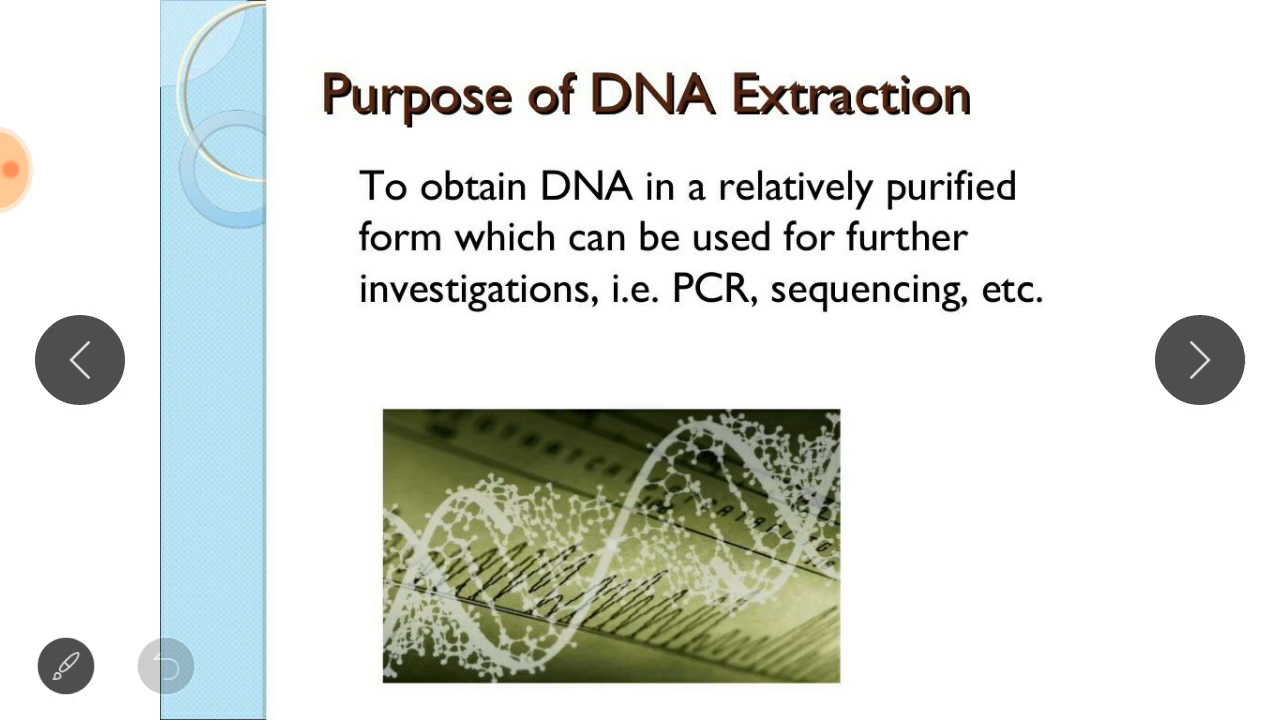 Purpose of DNA Extraction
To obtain DNA in a relatively purified
form which can be used for further
investigations, i.e. PCR, sequencing, etc.